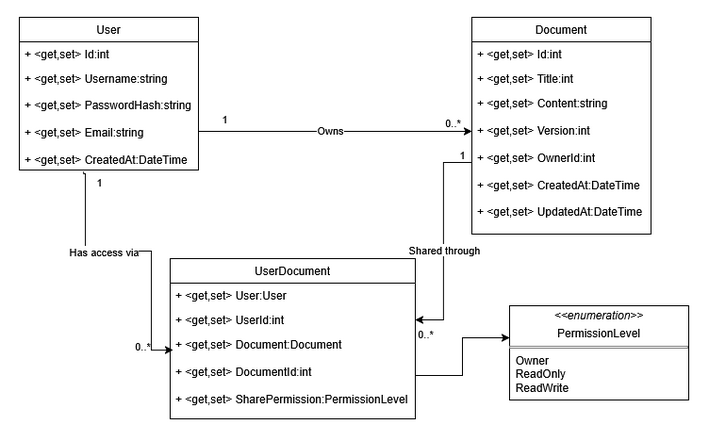 User
+ <get,set> Id:int
+ <get,set> Username:string
+ <get,set> PasswordHash:string
+ <get,set> Email:string
+ <get,set> CreatedAt:DateTime
Document
+ <get,set> Id:int
+ <get,set> Title:int
+ <get,set> Content:string
+ <get,set> Version:int
+ <get,set> OwnerId:int
+ <get,set> CreatedAt:DateTime
+ <get,set> UpdatedAt:DateTime
1
Owns
0..*
1
Has access via
0..*
1
Shared through
0..*
UserDocument
+ <get,set> User:User
+ <get,set> UserId:int
+ <get,set> Document:Document
+ <get,set> DocumentId:int
+ <get,set> SharePermission:PermissionLevel
<<enumeration>>
PermissionLevel
Owner
ReadOnly
ReadWrite